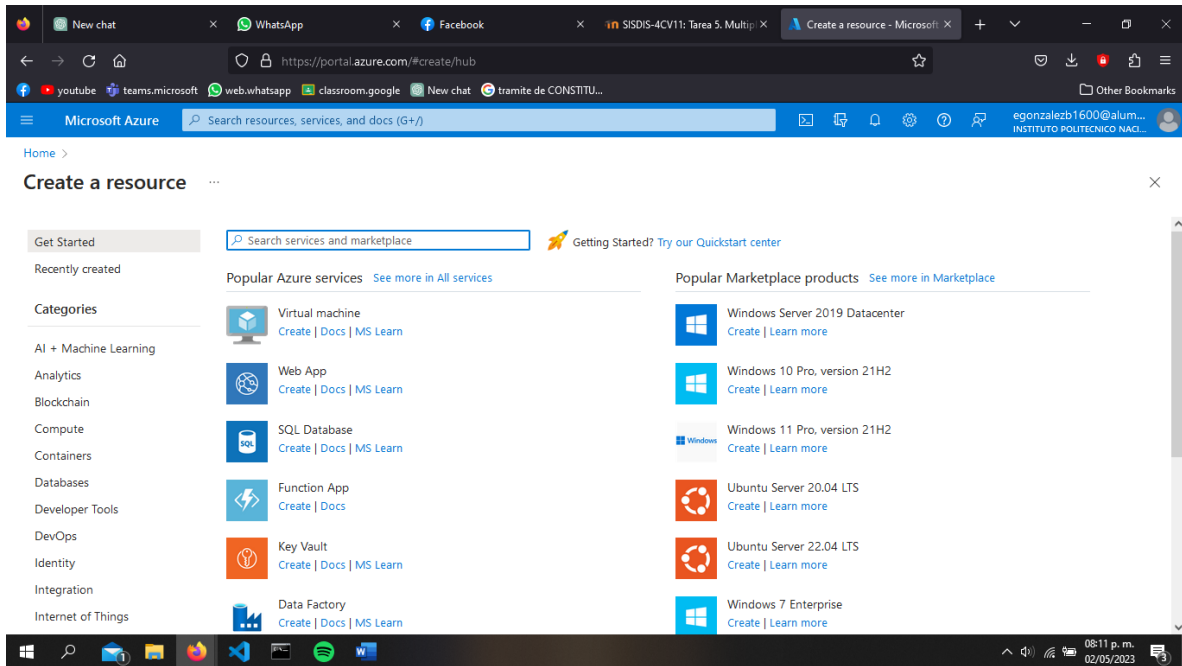 New chat
WhatsApp
Facebook
SISDIS-4CV11: Tarea 5. Multipl
Create a resource - Microsoft
https://portal.azure.com/#create/hub
youtube teams.microsoft web.whatsapp classroom.google New chat tramite de CONSTITU... Other Bookmarks
Microsoft Azure
Search resources, services, and docs (G+/)
egonzalezb1600@alum...
INSTITUTO POLITECNICO NACI...
Home >
Create a resource ...
Get Started
Recently created
Categories
AI + Machine Learning
Analytics
Blockchain
Compute
Containers
Databases
Developer Tools
DevOps
Identity
Integration
Internet of Things
Search services and marketplace
Getting Started? Try our Quickstart center
Popular Azure services See more in All services
Virtual machine
Create | Docs | MS Learn
Web App
Create | Docs | MS Learn
SQL
SQL Database
Create | Docs | MS Learn
Function App
Create | Docs
Key Vault
Create | Docs | MS Learn
Data Factory
Create | Docs | MS Learn
Popular Marketplace products See more in Marketplace
Windows Server 2019 Datacenter
Create | Learn more
Windows 10 Pro, version 21H2
Create | Learn more
Windows
Windows 11 Pro, version 21H2
Create | Learn more
Ubuntu Server 20.04 LTS
Create | Learn more
Ubuntu Server 22.04 LTS
Create | Learn more
Windows 7 Enterprise
Create | Learn more
1
08:11 p. m.
02/05/2023
3